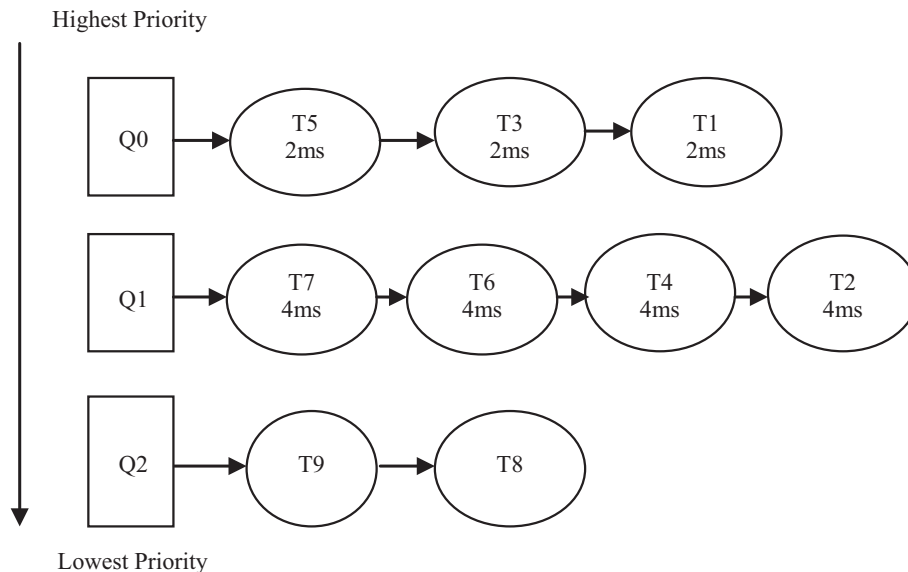 Highest Priority
Q0
T5
2ms
T3
2ms
T1
2ms
Q1
T7
4ms
T6
4ms
T4
4ms
T2
4ms
Q2
T9
T8
Lowest Priority